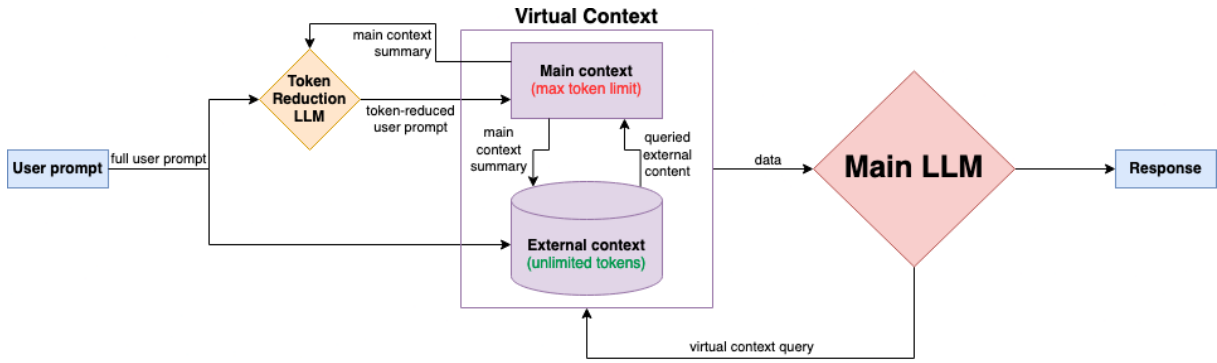 Virtual Context
main context
summary
Token
Reduction
LLM
Main context
(max token limit)
token-reduced
user prompt
User prompt
full user prompt
main
context
summary
queried
external
content
data
Main LLM
Response
External context
(unlimited tokens)
virtual context query